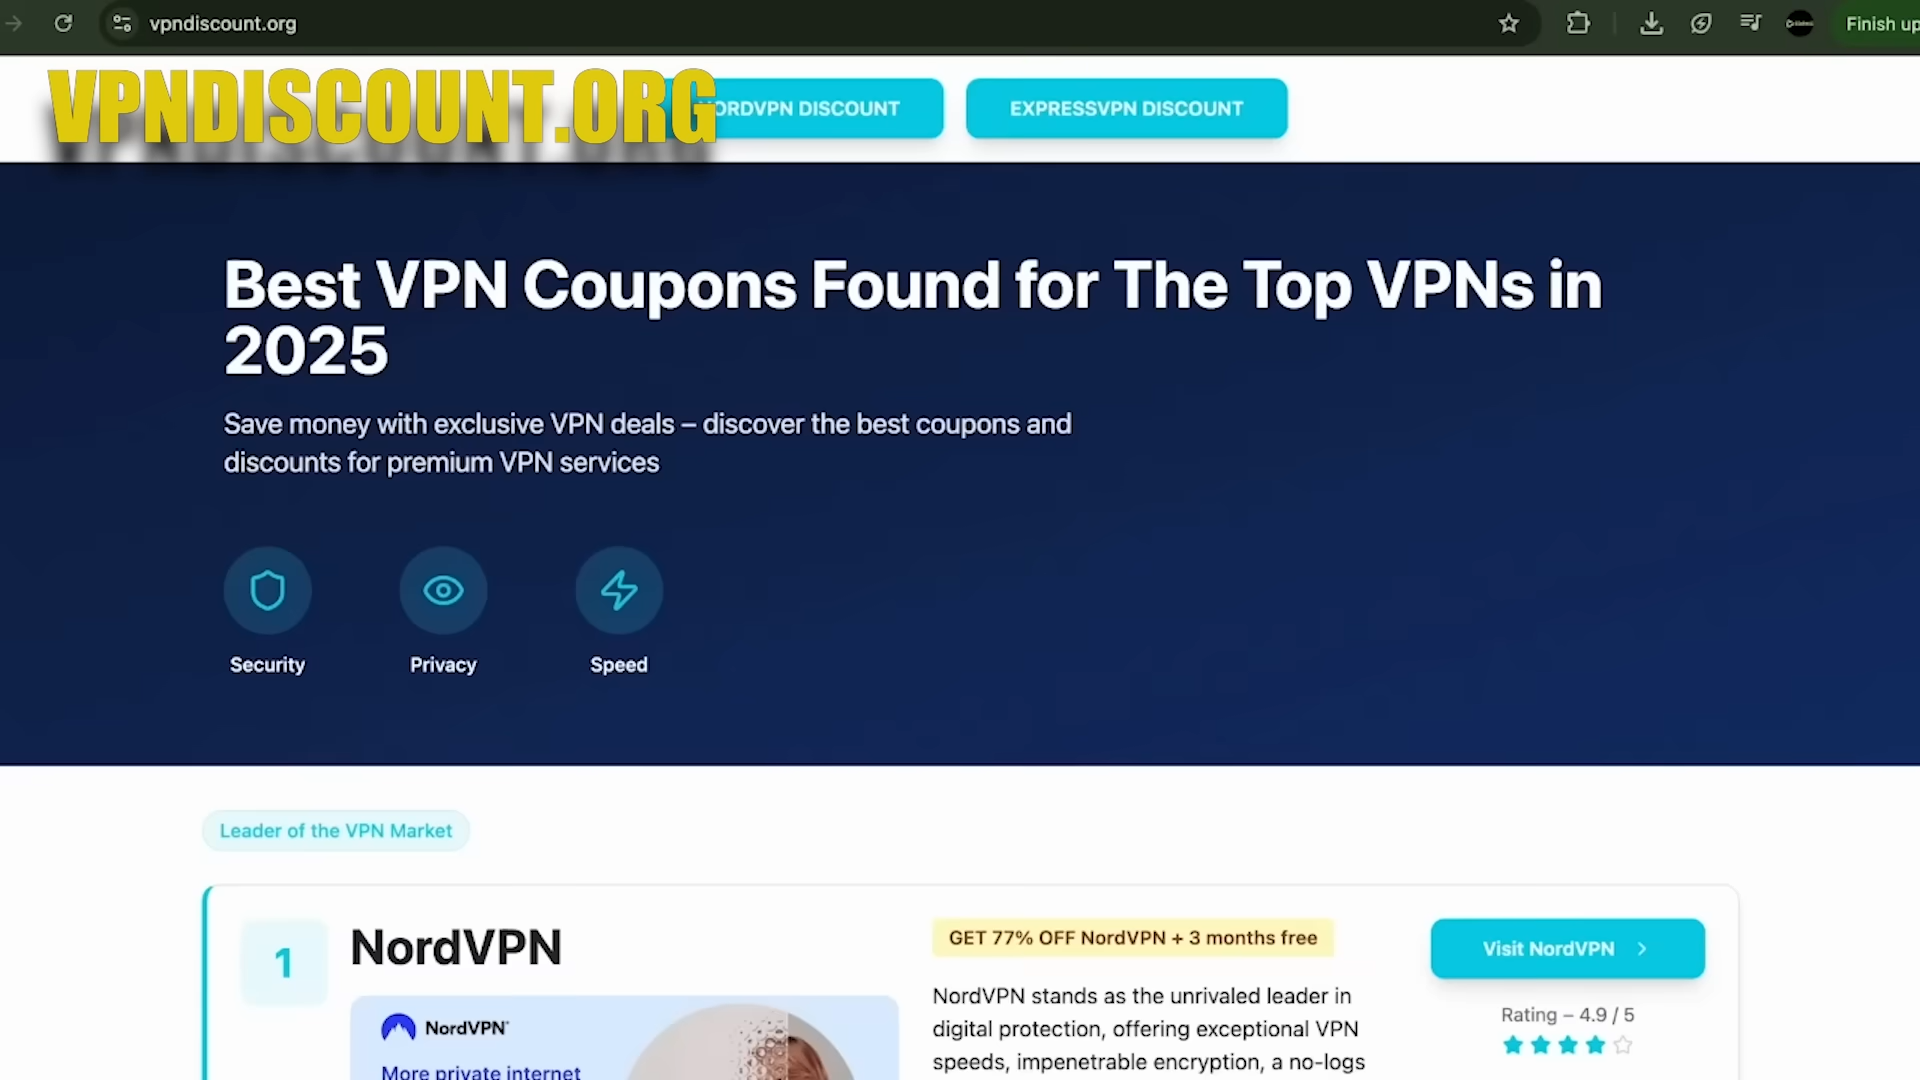 vpndiscount.org
Finish up
VPNDISCOUNT.ORG
NORDVPN DISCOUNT
EXPRESSVPN DISCOUNT
Best VPN Coupons Found for The Top VPNs in
2025
Save money with exclusive VPN deals – discover the best coupons and
discounts for premium VPN services
Security
Privacy
Speed
Leader of the VPN Market
1
NordVPN
GET 77% OFF NordVPN + 3 months free
Visit NordVPN
NordVPN stands as the unrivaled leader in
digital protection, offering exceptional VPN
speeds, impenetrable encryption, a no-logs
Rating – 4.9 / 5
NordVPN®
More private internet